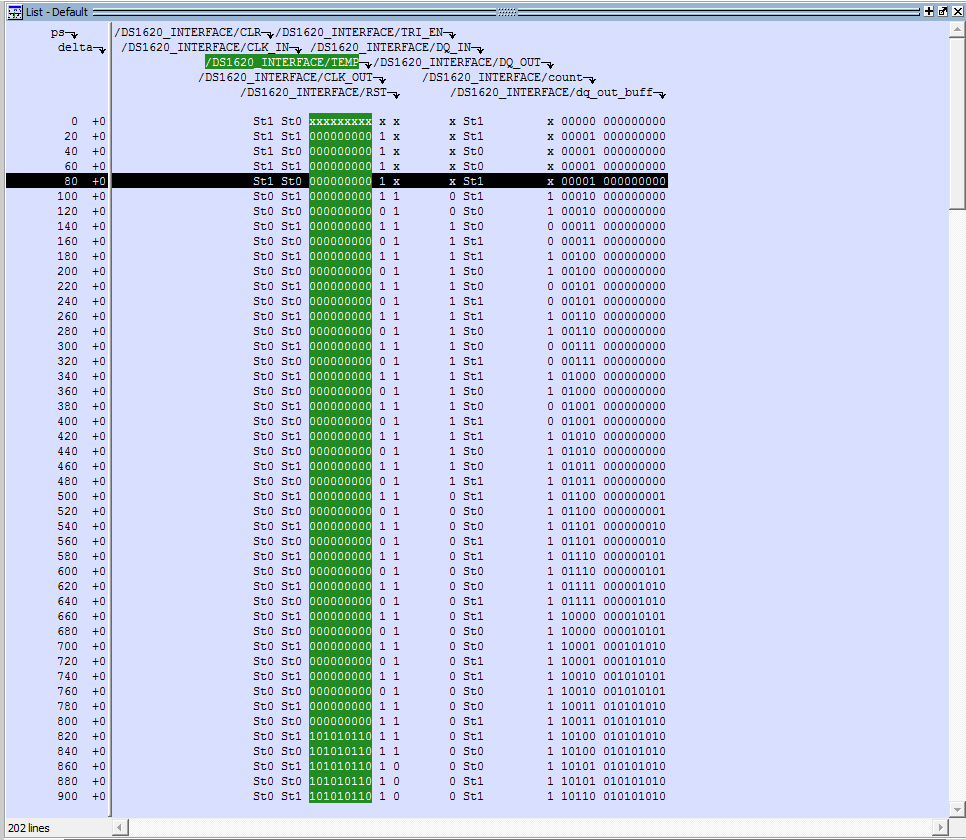 List - Default
ps
delta
/DS1620_INTERFACE/CLR /DS1620_INTERFACE/TRI_EN
/DS1620_INTERFACE/CLK_IN /DS1620_INTERFACE/DQ_IN
/DS1620_INTERFACE/TEMP /DS1620_INTERFACE/DQ_OUT
/DS1620_INTERFACE/CLK_OUT /DS1620_INTERFACE/count
/DS1620_INTERFACE/RST /DS1620_INTERFACE/dq_out_buff
0 +0 St1 St0 xxxxxxxxx x x x St1 x 00000 000000000
20 +0 St1 St1 000000000 1 x x St1 x 00001 000000000
40 +0 St1 St0 000000000 1 x x St0 x 00001 000000000
60 +0 St1 St1 000000000 1 x x St0 x 00001 000000000
80 +0 St1 St0 000000000 1 x x St1 x 00001 000000000
100 +0 St0 St1 000000000 1 1 0 St1 1 00010 000000000
120 +0 St0 St0 000000000 0 1 0 St0 1 00010 000000000
140 +0 St0 St1 000000000 1 1 0 St0 0 00011 000000000
160 +0 St0 St0 000000000 0 1 0 St1 0 00011 000000000
180 +0 St0 St1 000000000 1 1 0 St1 1 00100 000000000
200 +0 St0 St0 000000000 0 1 0 St0 1 00100 000000000
220 +0 St0 St1 000000000 1 1 1 St0 0 00101 000000000
240 +0 St0 St0 000000000 0 1 1 St1 0 00101 000000000
260 +0 St0 St1 000000000 1 1 1 St1 1 00110 000000000
280 +0 St0 St0 000000000 0 1 1 St0 1 00110 000000000
300 +0 St0 St1 000000000 1 1 1 St0 1 00111 000000000
320 +0 St0 St0 000000000 0 1 1 St1 1 00111 000000000
340 +0 St0 St1 000000000 1 1 1 St1 1 01000 000000000
360 +0 St0 St0 000000000 0 1 1 St0 1 01000 000000000
380 +0 St0 St1 000000000 1 1 1 St0 0 01001 000000000
400 +0 St0 St0 000000000 0 1 1 St1 0 01001 000000000
420 +0 St0 St1 000000000 1 1 1 St1 1 01010 000000000
440 +0 St0 St0 000000000 0 1 1 St0 1 01010 000000000
460 +0 St0 St1 000000000 1 1 1 St0 1 01011 000000000
480 +0 St0 St0 000000000 0 1 1 St1 1 01011 000000000
500 +0 St0 St1 000000000 1 1 0 St1 1 01100 000000001
520 +0 St0 St0 000000000 0 1 0 St0 1 01100 000000001
540 +0 St0 St1 000000000 1 1 0 St0 1 01101 000000010
560 +0 St0 St0 000000000 0 1 0 St1 1 01101 000000010
580 +0 St0 St1 000000000 1 1 0 St1 1 01110 000000101
600 +0 St0 St0 000000000 0 1 0 St0 1 01110 000000101
620 +0 St0 St1 000000000 1 1 0 St0 1 01111 000001010
640 +0 St0 St0 000000000 0 1 0 St1 1 01111 000001010
660 +0 St0 St1 000000000 1 1 0 St1 1 10000 000010101
680 +0 St0 St0 000000000 0 1 0 St0 1 10000 000010101
700 +0 St0 St1 000000000 1 1 0 St0 1 10001 000101010
720 +0 St0 St0 000000000 0 1 0 St1 1 10001 000101010
740 +0 St0 St1 000000000 1 1 0 St1 1 10010 001010101
760 +0 St0 St0 000000000 0 1 0 St0 1 10010 001010101
780 +0 St0 St1 000000000 1 1 0 St0 1 10011 010101010
800 +0 St0 St0 000000000 0 1 0 St1 1 10011 010101010
820 +0 St0 St1 101010110 1 1 0 St1 1 10100 010101010
840 +0 St0 St0 101010110 1 1 0 St0 1 10100 010101010
860 +0 St0 St1 101010110 1 0 0 St0 1 10101 010101010
880 +0 St0 St0 101010110 1 0 0 St1 1 10101 010101010
900 +0 St0 St1 101010110 1 0 0 St1 1 10110 010101010
202 lines